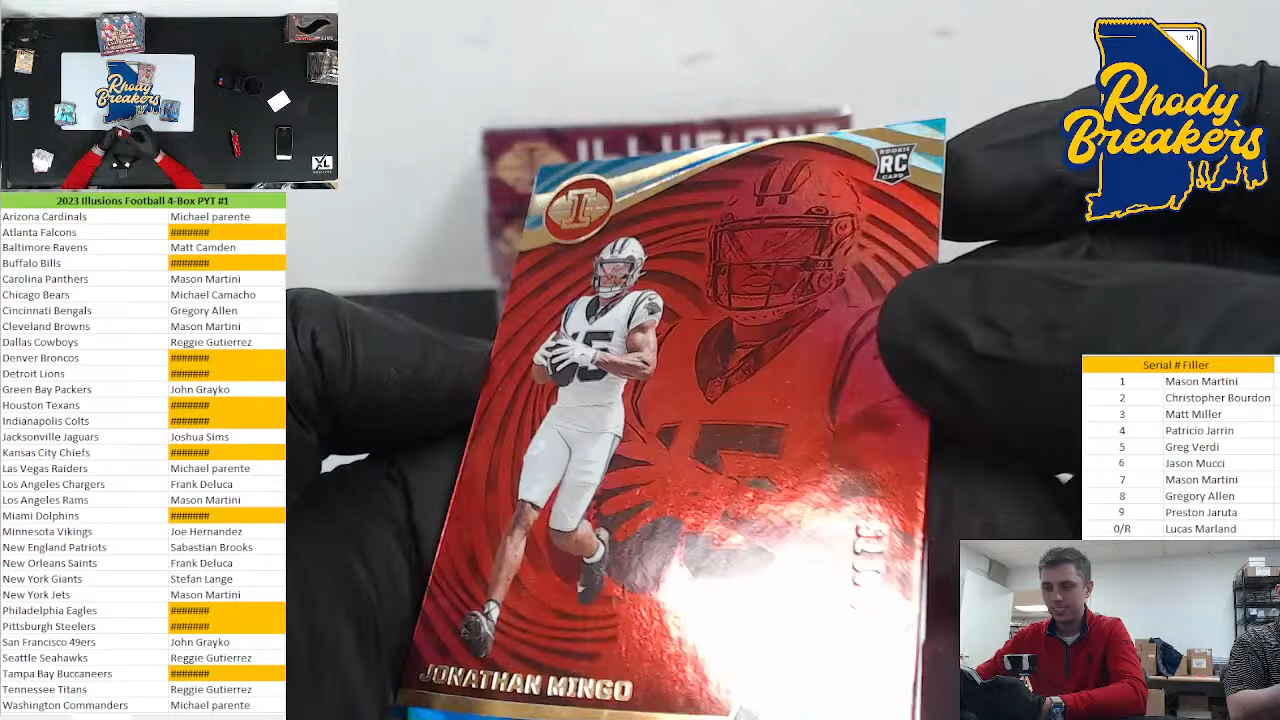 Rhody
Breakers
XL
2023 Illusions Football 4-Box PYT #1
Arizona Cardinals Michael parente
Atlanta Falcons #######
Baltimore Ravens Matt Camden
Buffalo Bills #######
Carolina Panthers Mason Martini
Chicago Bears Michael Camacho
Cincinnati Bengals Gregory Allen
Cleveland Browns Mason Martini
Dallas Cowboys Reggie Gutierrez
Denver Broncos #######
Detroit Lions #######
Green Bay Packers John Grayko
Houston Texans #######
Indianapolis Colts #######
Jacksonville Jaguars Joshua Sims
Kansas City Chiefs #######
Las Vegas Raiders Michael parente
Los Angeles Chargers Frank Deluca
Los Angeles Rams Mason Martini
Miami Dolphins #######
Minnesota Vikings Joe Hernandez
New England Patriots Sabastian Brooks
New Orleans Saints Frank Deluca
New York Giants Stefan Lange
New York Jets Mason Martini
Philadelphia Eagles #######
Pittsburgh Steelers #######
San Francisco 49ers John Grayko
Seattle Seahawks Reggie Gutierrez
Tampa Bay Buccaneers #######
Tennessee Titans Reggie Gutierrez
Washington Commanders Michael parente
ILLUSIONS
I
ROOKIE
RC
CARD
15
JONATHAN MINGO
1/1
Rhody
Breakers
Serial # Filler
1 Mason Martini
2 Christopher Bourdon
3 Matt Miller
4 Patricio Jarrin
5 Greg Verdi
6 Jason Mucci
7 Mason Martini
8 Gregory Allen
9 Preston Jaruta
0/R Lucas Marland